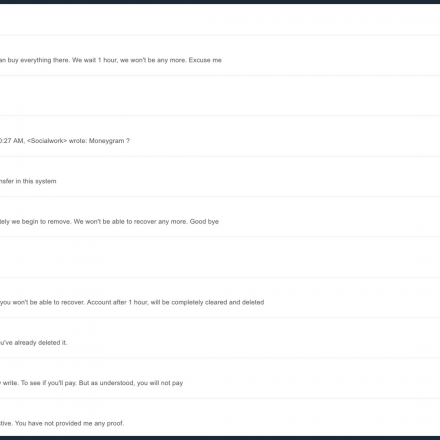 an buy everything there. We wait 1 hour, we won't be any more. Excuse me
0:27 AM, <Socialwork> wrote: Moneygram ?
nsfer in this system
tely we begin to remove. We won't be able to recover any more. Good bye
you won't be able to recover. Account after 1 hour, will be completely cleared and deleted
u've already deleted it.
write. To see if you'll pay. But as understood, you will not pay
tive. You have not provided me any proof.